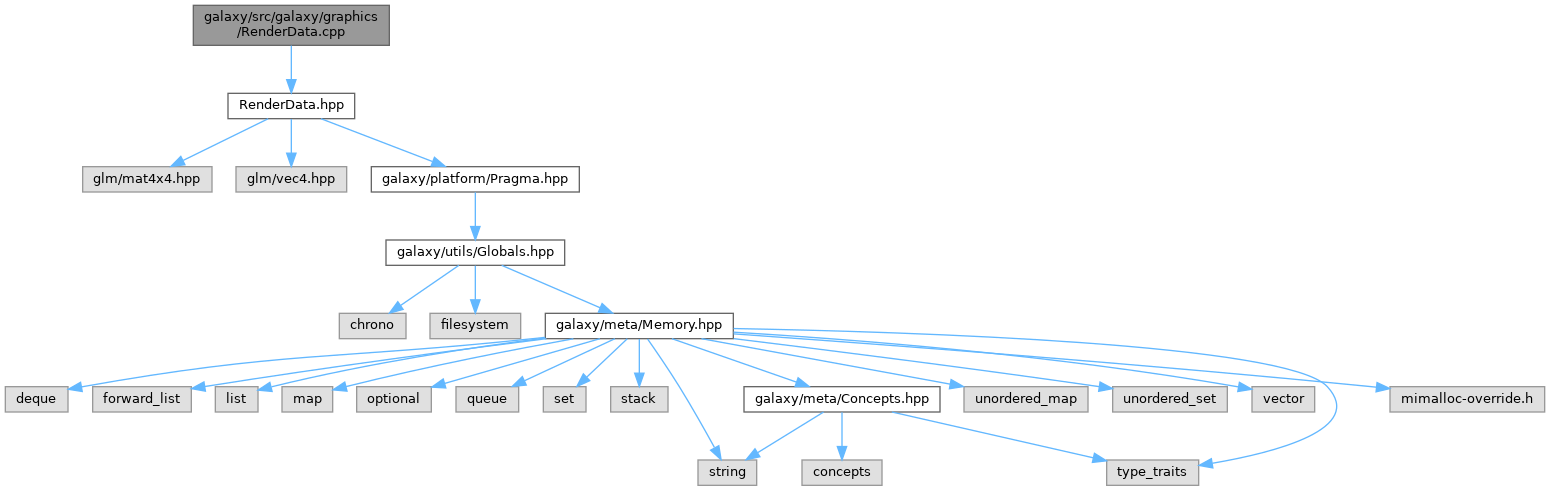 galaxy/src/galaxy/graphics
/RenderData.cpp
RenderData.hpp
glm/mat4x4.hpp
glm/vec4.hpp
galaxy/platform/Pragma.hpp
galaxy/utils/Globals.hpp
chrono
filesystem
galaxy/meta/Memory.hpp
deque
forward_list
list
map
optional
queue
set
stack
galaxy/meta/Concepts.hpp
unordered_map
unordered_set
vector
mimalloc-override.h
string
concepts
type_traits